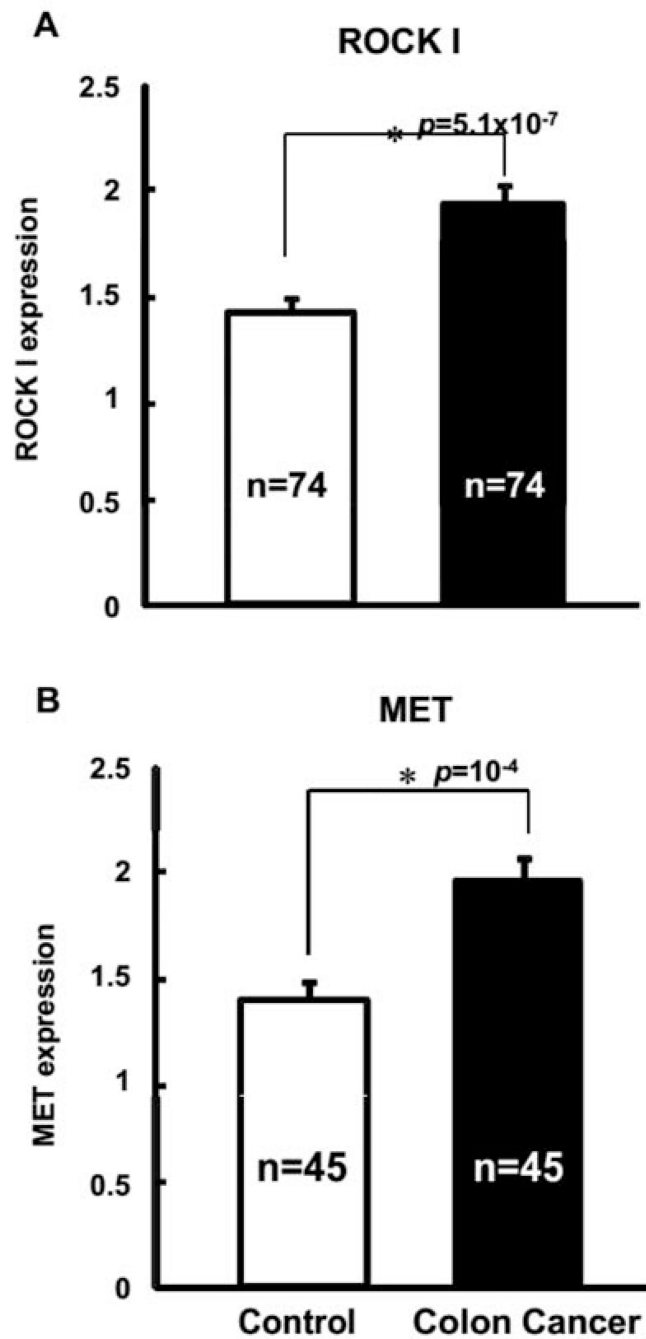 A
ROCK I
2.5
* p=5.1x10⁻⁷
2
1.5
1
0.5
0
ROCK I expression
n=74
n=74
B
MET
2.5
* p=10⁻⁴
2
1.5
1
0.5
0
MET expression
n=45
n=45
Control
Colon Cancer